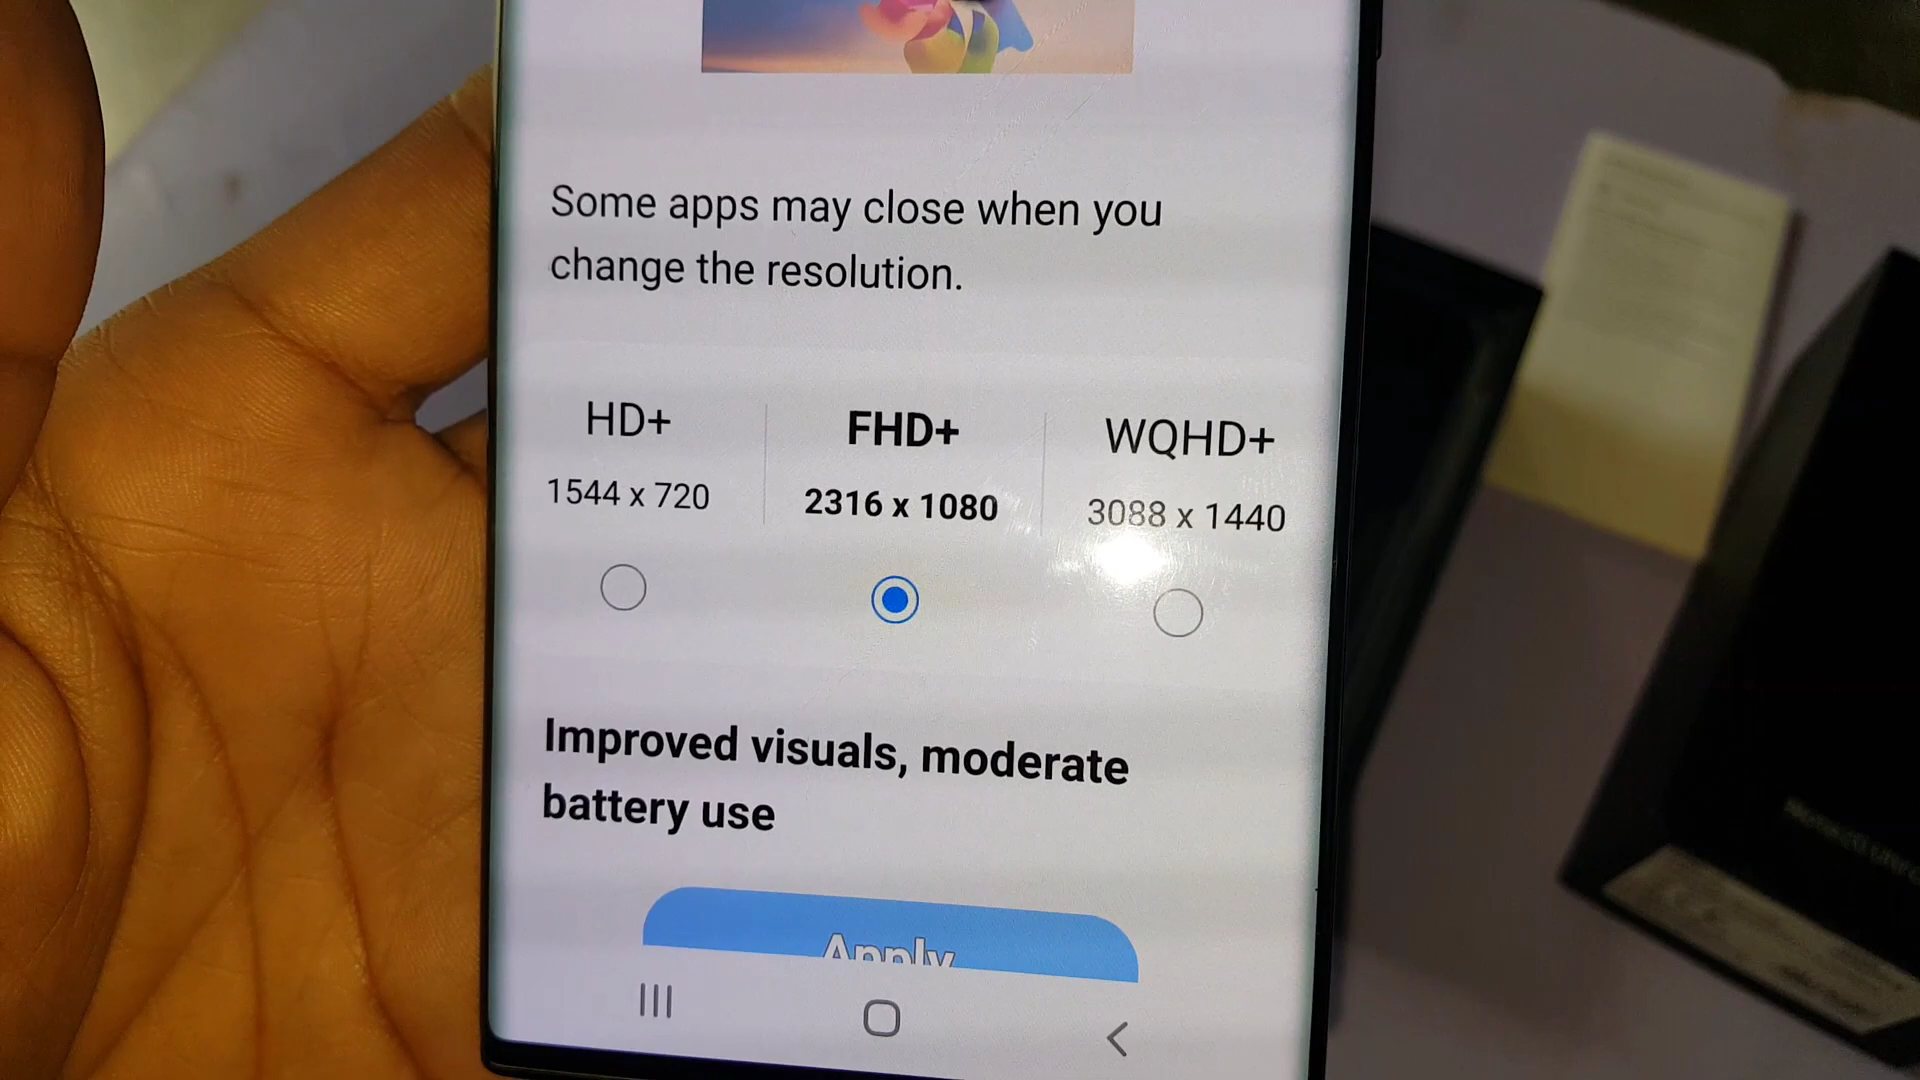 Some apps may close when you
change the resolution.
HD+
FHD+
WQHD+
1544 x 720
2316 x 1080
3088 x 1440
Improved visuals, moderate
battery use
Apply